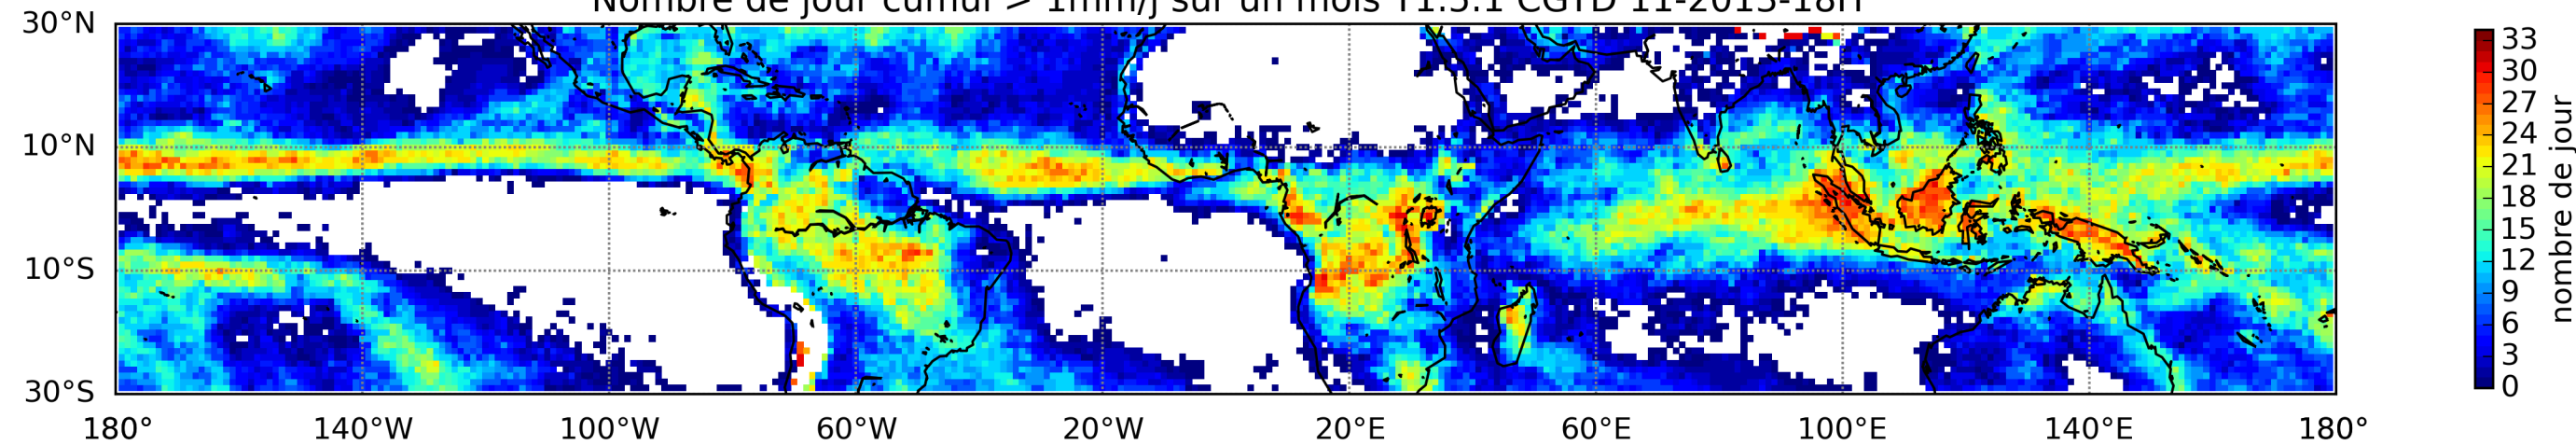 Nombre de jour cumul > 1mm/j sur un mois T1.5.1 CGTD 11-2015-18H
30°N
10°N
10°S
30°S
180° 140°W 100°W 60°W 20°W 20°E 60°E 100°E 140°E 180°
33
30
27
24
21
18
15
12
9
6
3
0
nombre de jour